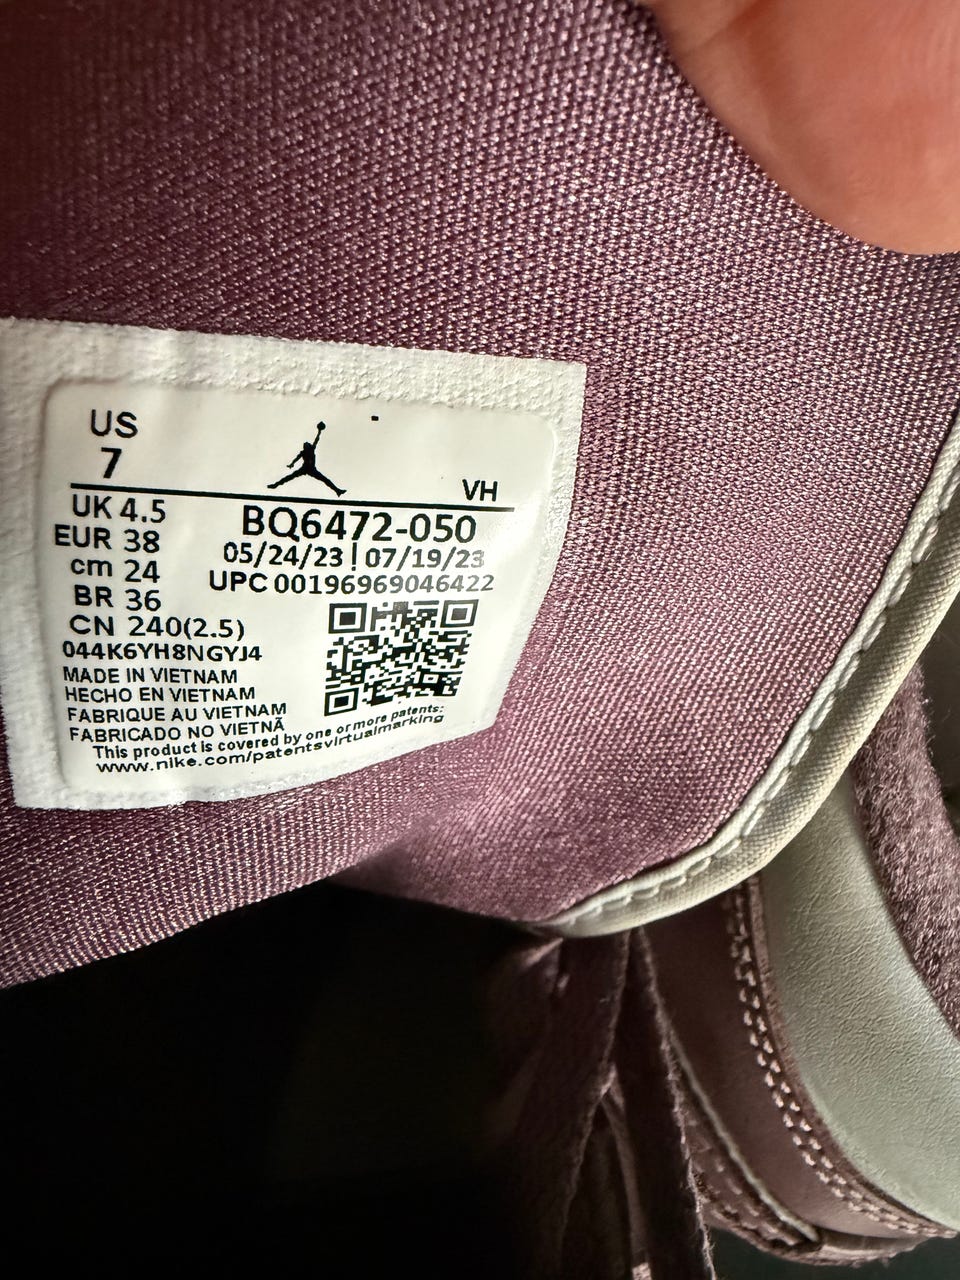 US
7
VH
UK 4.5
EUR 38
cm 24
BR 36
CN 240(2.5)
BQ6472-050
05/24/23 | 07/19/23
UPC 00196969046422
044K6YH8NGYJ4
MADE IN VIETNAM
HECHO EN VIETNAM
FABRIQUE AU VIETNAM
FABRICADO NO VIETNÃ
This product is covered by one or more patents:
www.nike.com/patentsvirtualmarking